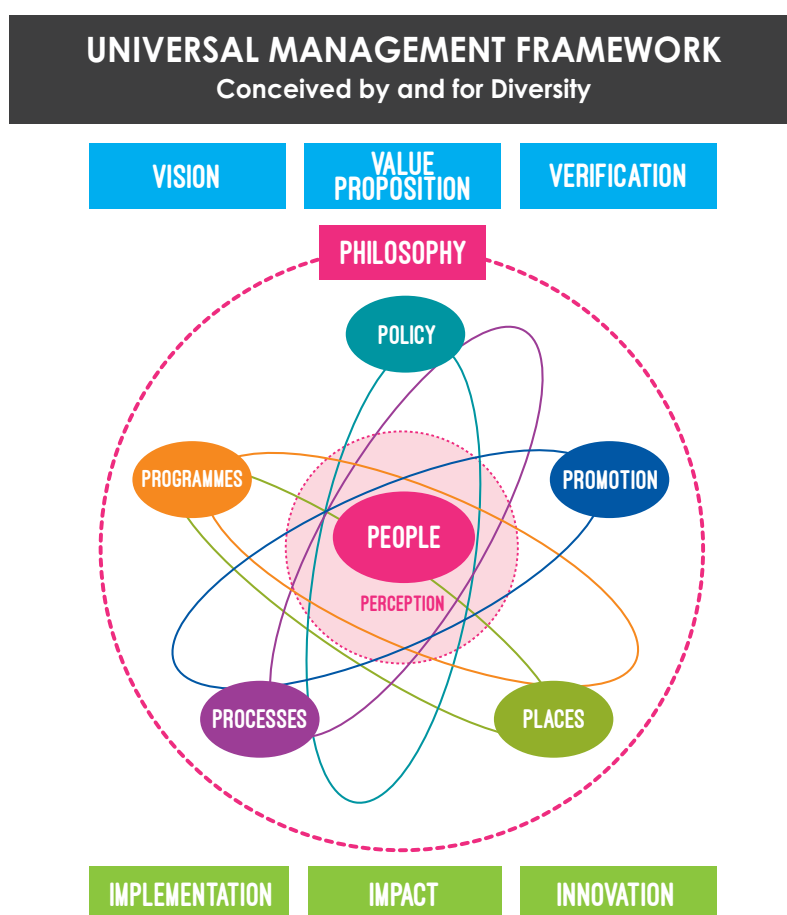 UNIVERSAL MANAGEMENT FRAMEWORK
Conceived by and for Diversity
VISION
VALUE
PROPOSITION
VERIFICATION
PHILOSOPHY
POLICY
PROGRAMMES
PROMOTION
PEOPLE
PERCEPTION
PROCESSES
PLACES
IMPLEMENTATION
IMPACT
INNOVATION